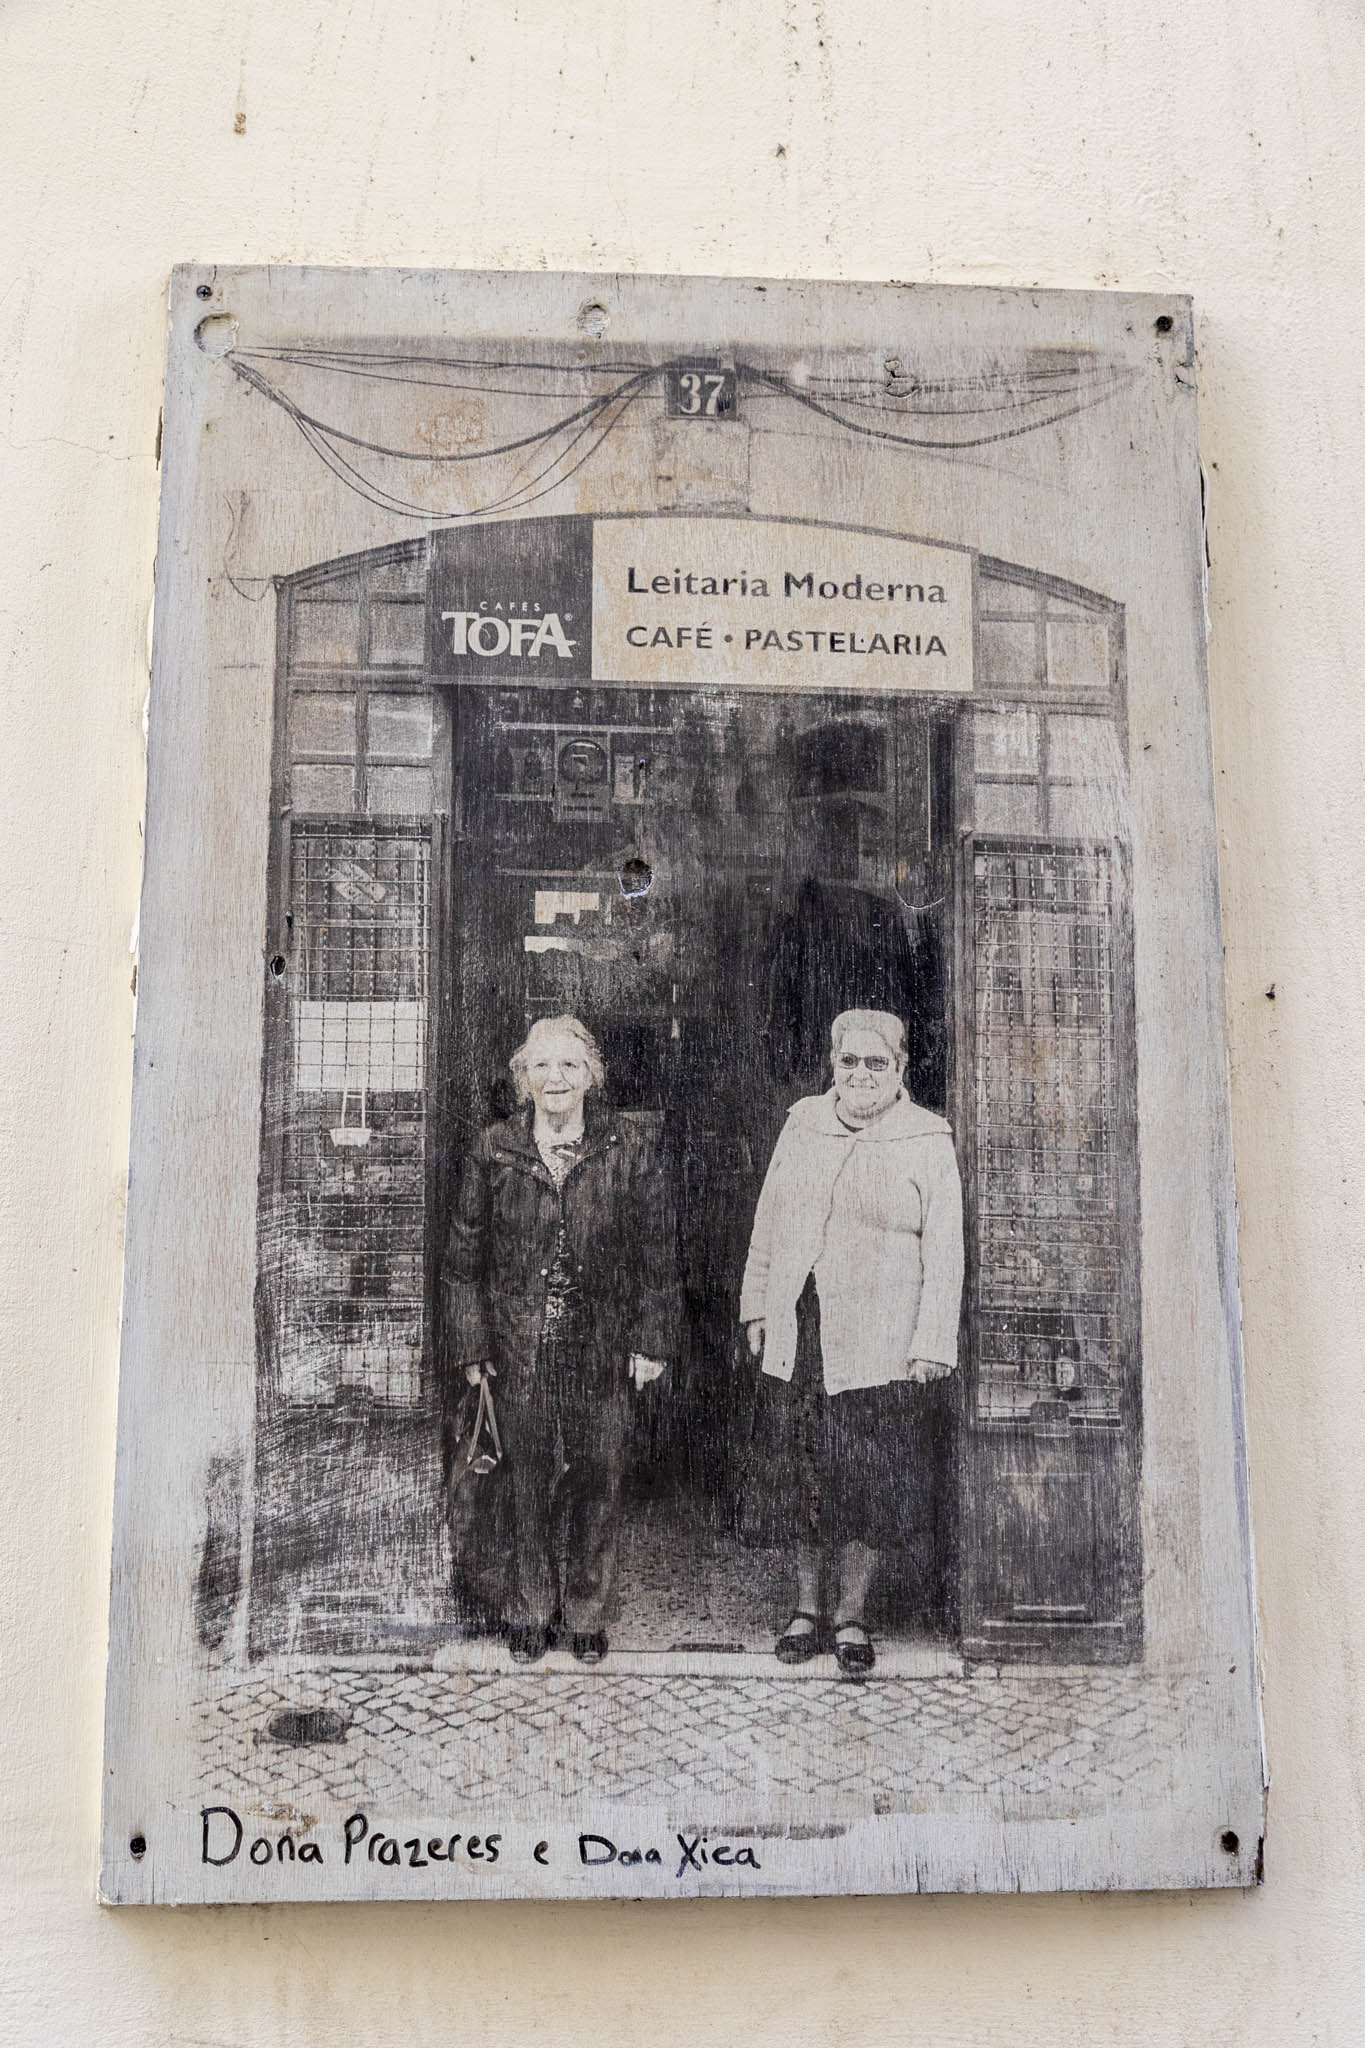 37
CAFÉS
TOFA®
Leitaria Moderna
CAFÉ • PASTELARIA
Dona Prazeres e Dona Xica